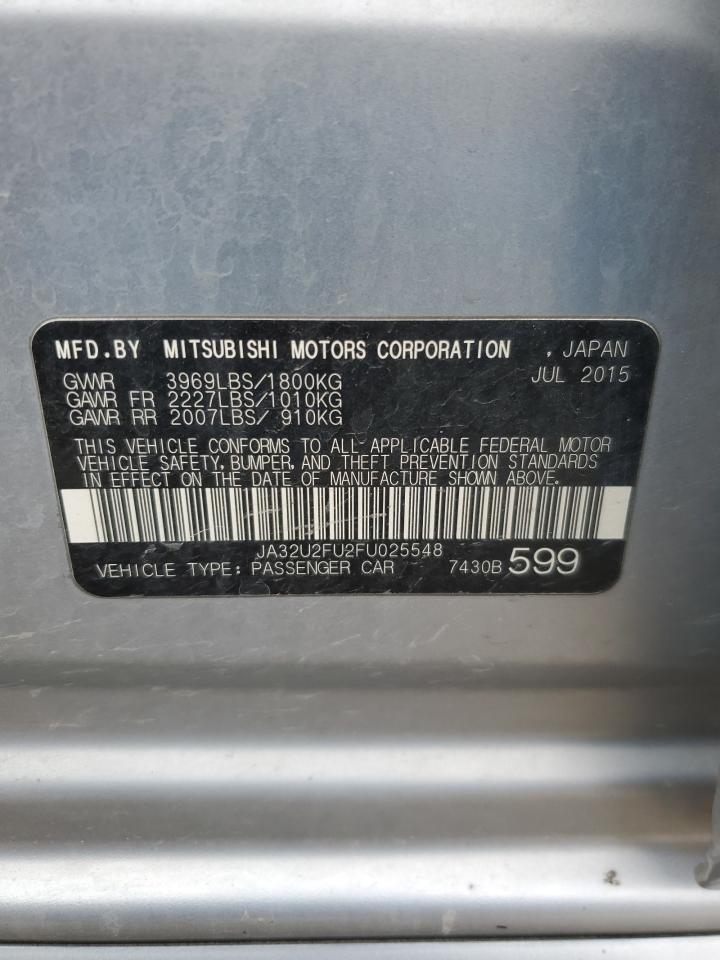 MFD.BY MITSUBISHI MOTORS CORPORATION , JAPAN
GVWR 3969LBS/1800KG JUL 2015
GAWR FR 2227LBS/1010KG
GAWR RR 2007LBS/ 910KG
THIS VEHICLE CONFORMS TO ALL APPLICABLE FEDERAL MOTOR
VEHICLE SAFETY, BUMPER, AND THEFT PREVENTION STANDARDS
IN EFFECT ON THE DATE OF MANUFACTURE SHOWN ABOVE.
JA32U2FU2FU025548
VEHICLE TYPE: PASSENGER CAR 7430B 599